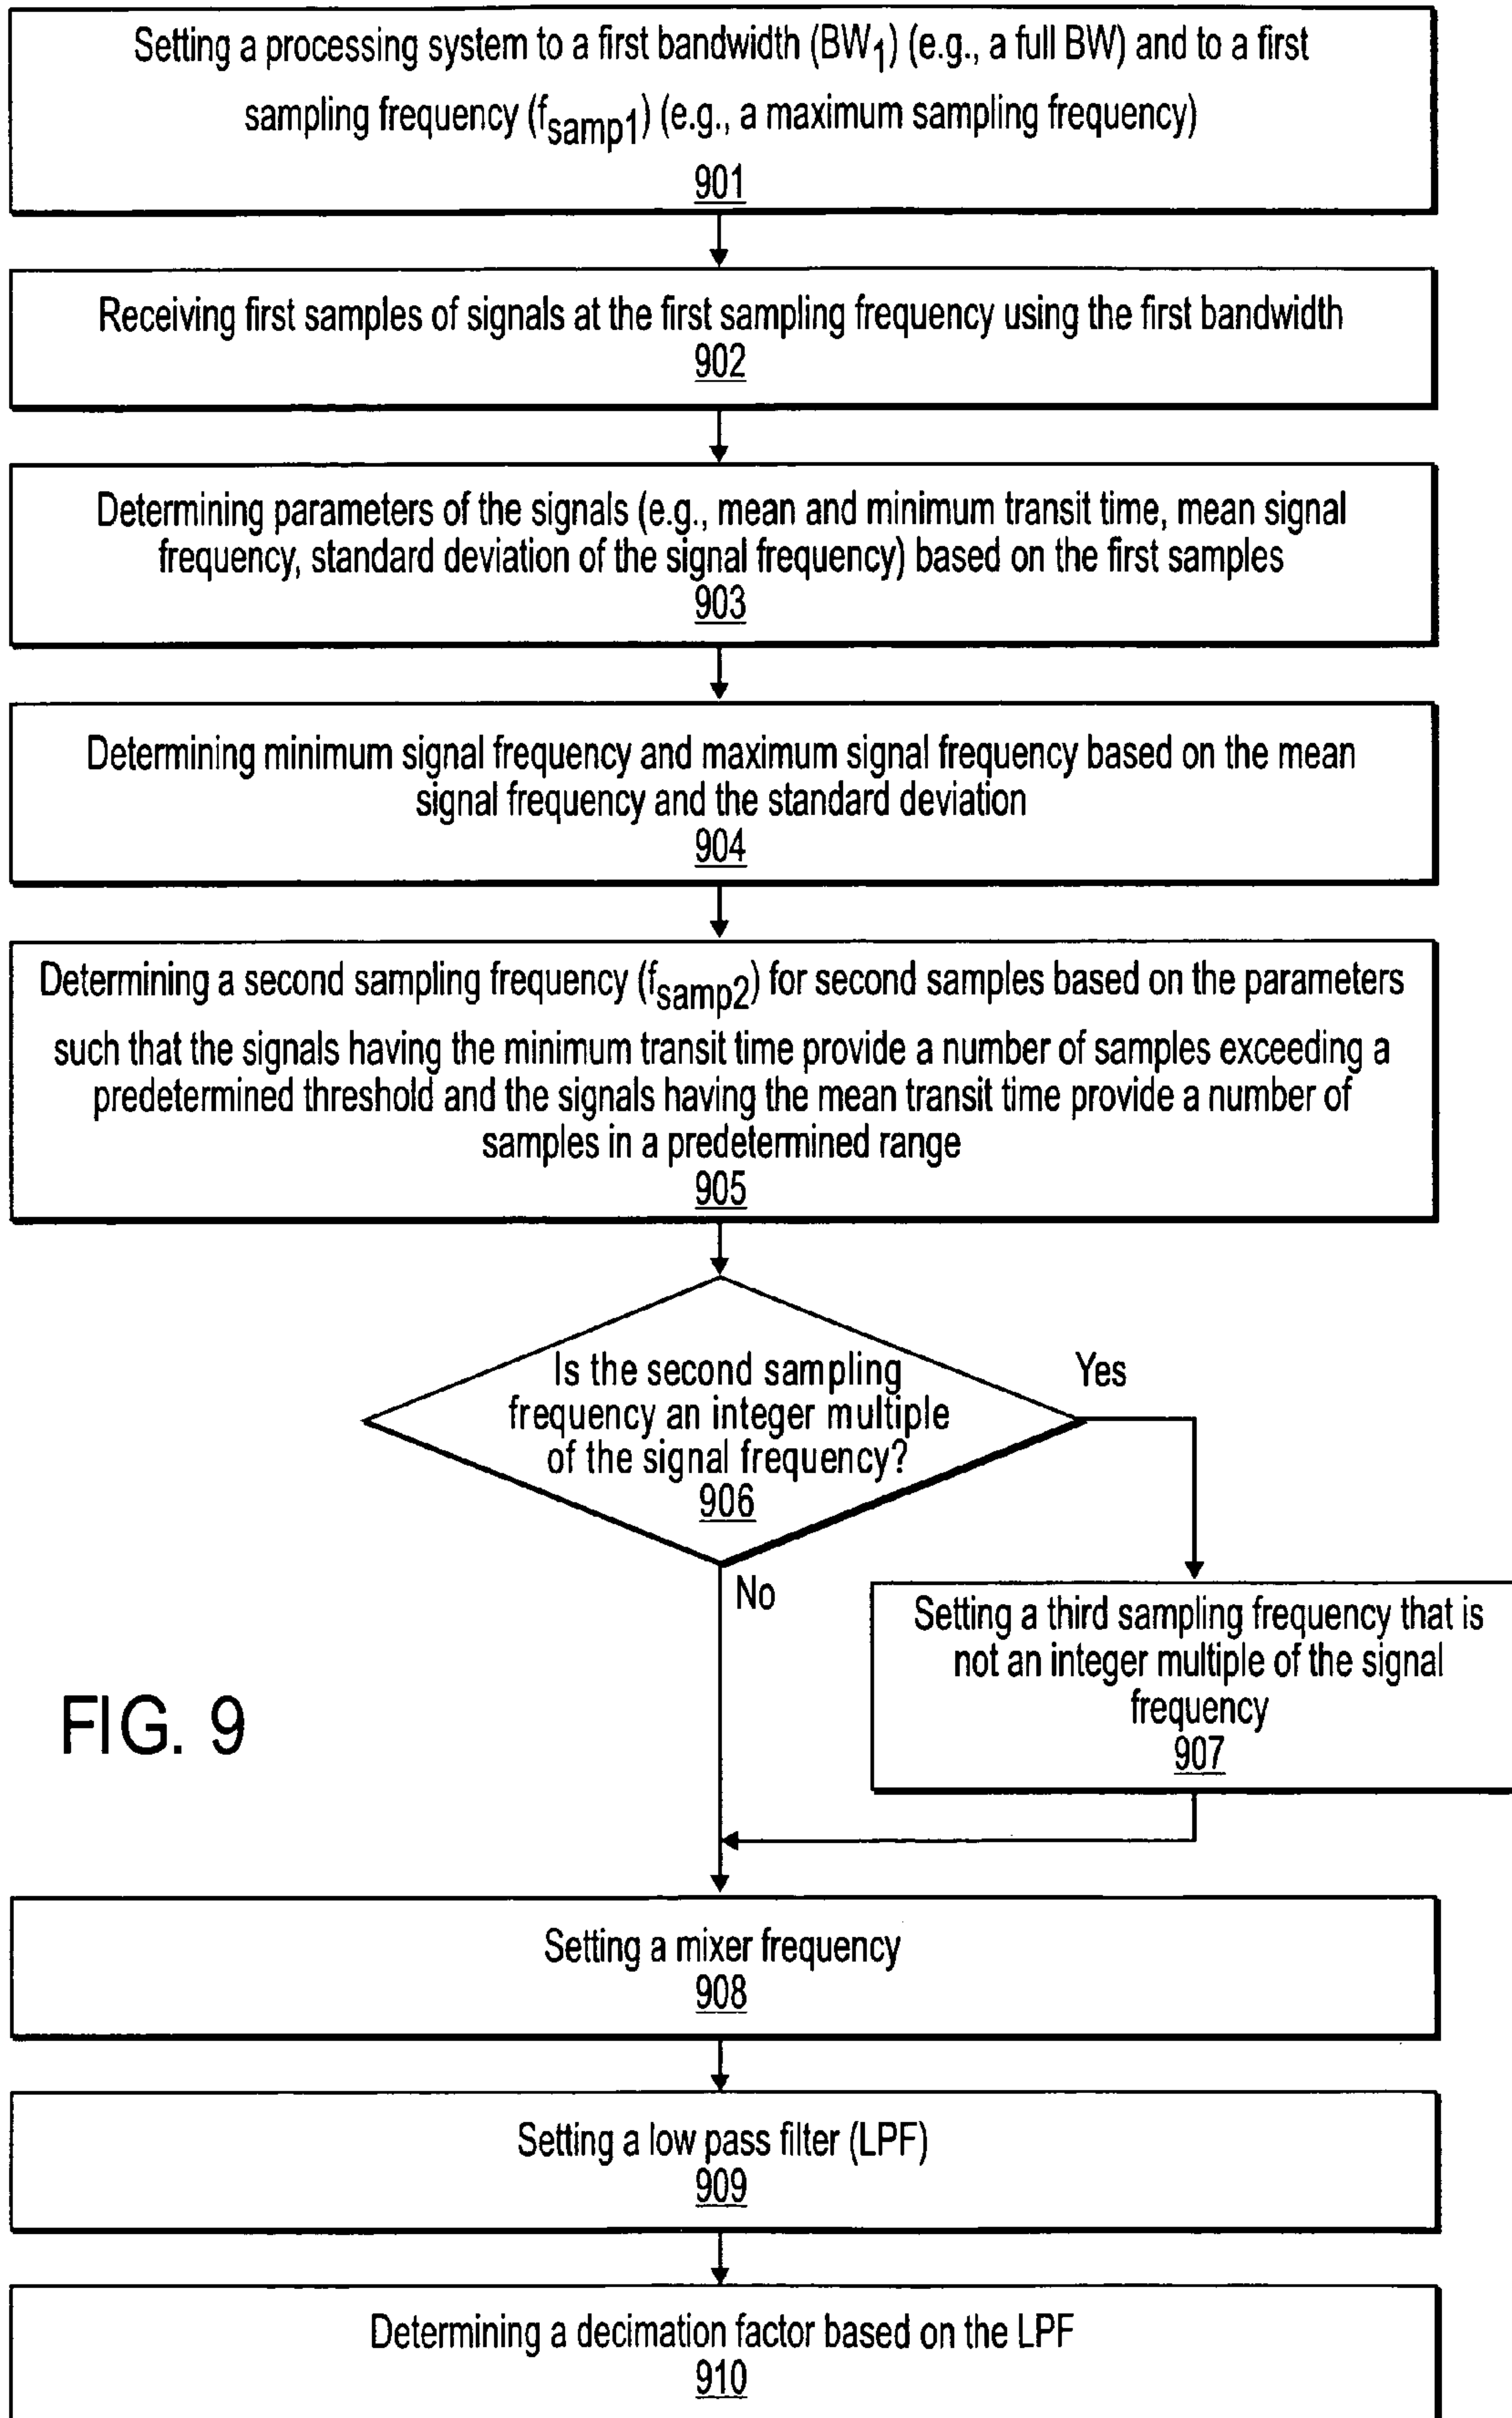 Setting a processing system to a first bandwidth (BW1) (e.g., a full BW) and to a first
sampling frequency (fsamp1) (e.g., a maximum sampling frequency)
901
Receiving first samples of signals at the first sampling frequency using the first bandwidth
902
Determining parameters of the signals (e.g., mean and minimum transit time, mean signal
frequency, standard deviation of the signal frequency) based on the first samples
903
Determining minimum signal frequency and maximum signal frequency based on the mean
signal frequency and the standard deviation
904
Determining a second sampling frequency (fsamp2) for second samples based on the parameters
such that the signals having the minimum transit time provide a number of samples exceeding a
predetermined threshold and the signals having the mean transit time provide a number of
samples in a predetermined range
905
Is the second sampling
frequency an integer multiple
of the signal frequency?
906
Yes
No
Setting a third sampling frequency that is
not an integer multiple of the signal
frequency
907
FIG. 9
Setting a mixer frequency
908
Setting a low pass filter (LPF)
909
Determining a decimation factor based on the LPF
910